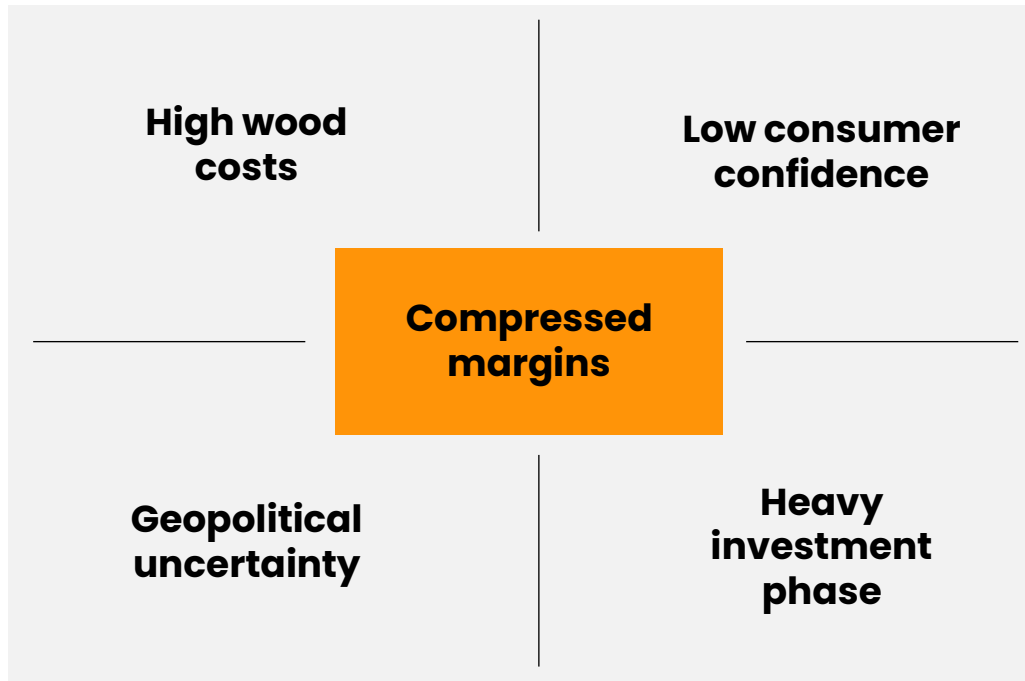 High wood
costs
Low consumer
confidence
Compressed
margins
Geopolitical
uncertainty
Heavy
investment
phase